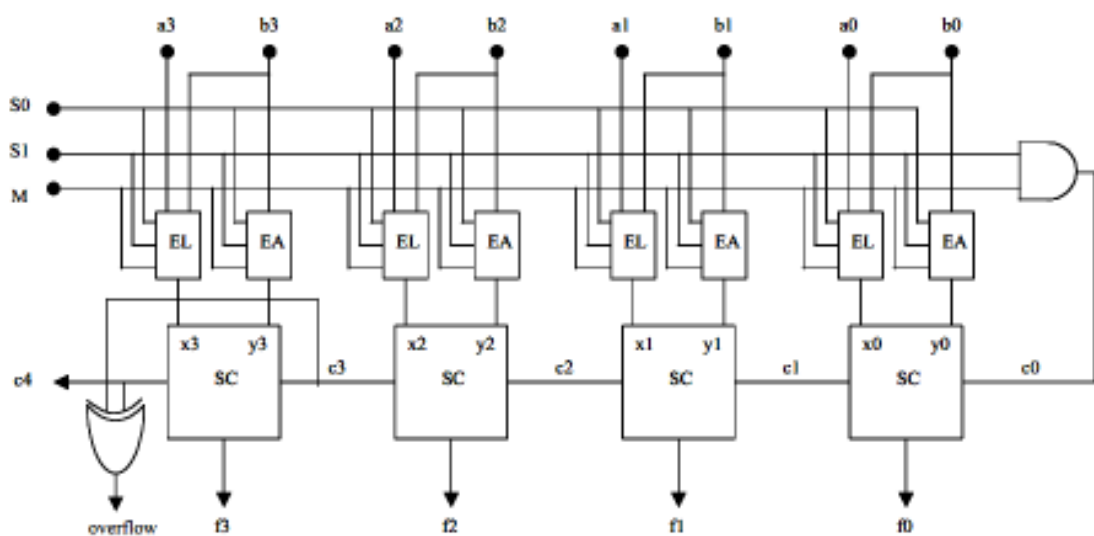 a3 b3 a2 b2 a1 b1 a0 b0
S0
S1
M
EL EA EL EA EL EA EL EA
x3 y3 x2 y2 x1 y1 x0 y0
c4 SC c3 SC c2 SC c1 SC c0
overflow f3 f2 f1 f0